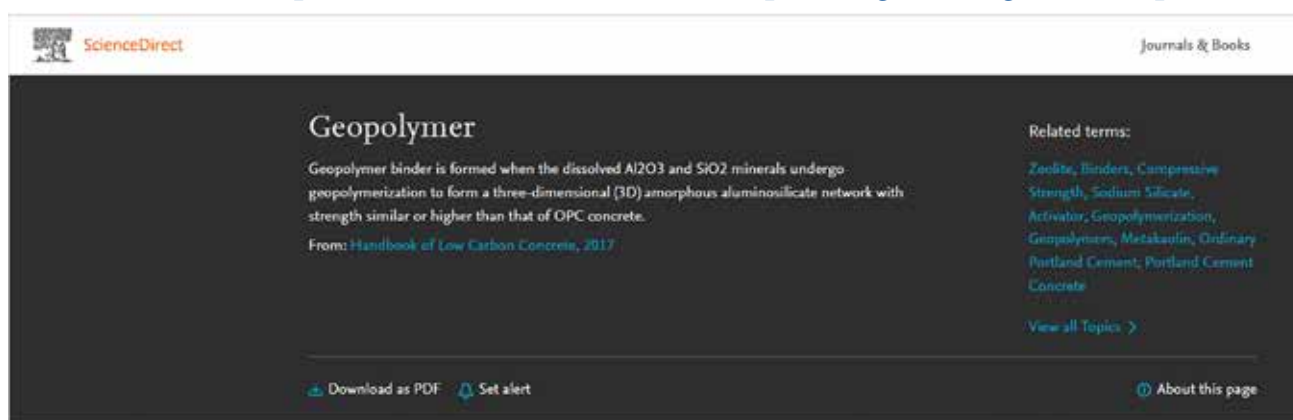 ScienceDirect
Journals & Books
Geopolymer
Geopolymer binder is formed when the dissolved Al2O3 and SiO2 minerals undergo
geopolymerization to form a three-dimensional (3D) amorphous aluminosilicate network with
strength similar or higher than that of OPC concrete.
From: Handbook of Low Carbon Concrete, 2017
Related terms:
Zeolite, Binders, Compressive
Strength, Sodium Silicate,
Activator, Geopolymerization,
Geopolymers, Metakaolin, Ordinary
Portland Cement, Portland Cement
Concrete
View all Topics >
Download as PDF
Set alert
About this page